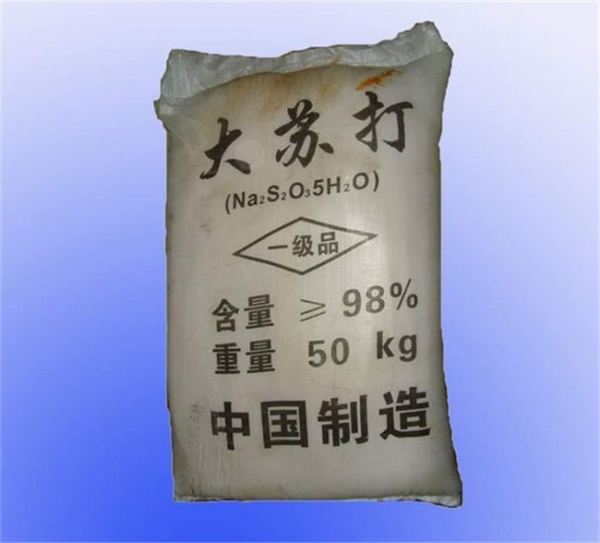 大苏打
(Na₂S₂O₃5H₂O)
一级品
含量 ≥ 98%
重量 50 kg
中国制造